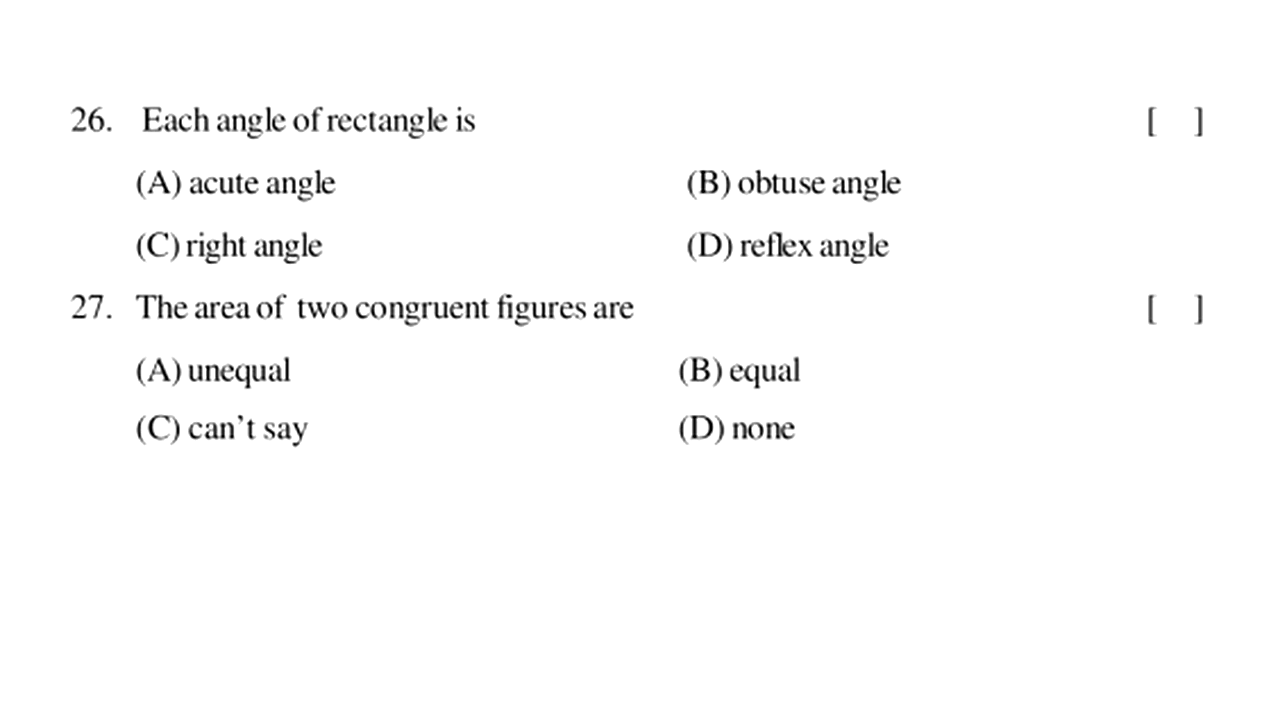 26. Each angle of rectangle is [ ]
(A) acute angle (B) obtuse angle
(C) right angle (D) reflex angle
27. The area of two congruent figures are [ ]
(A) unequal (B) equal
(C) can’t say (D) none